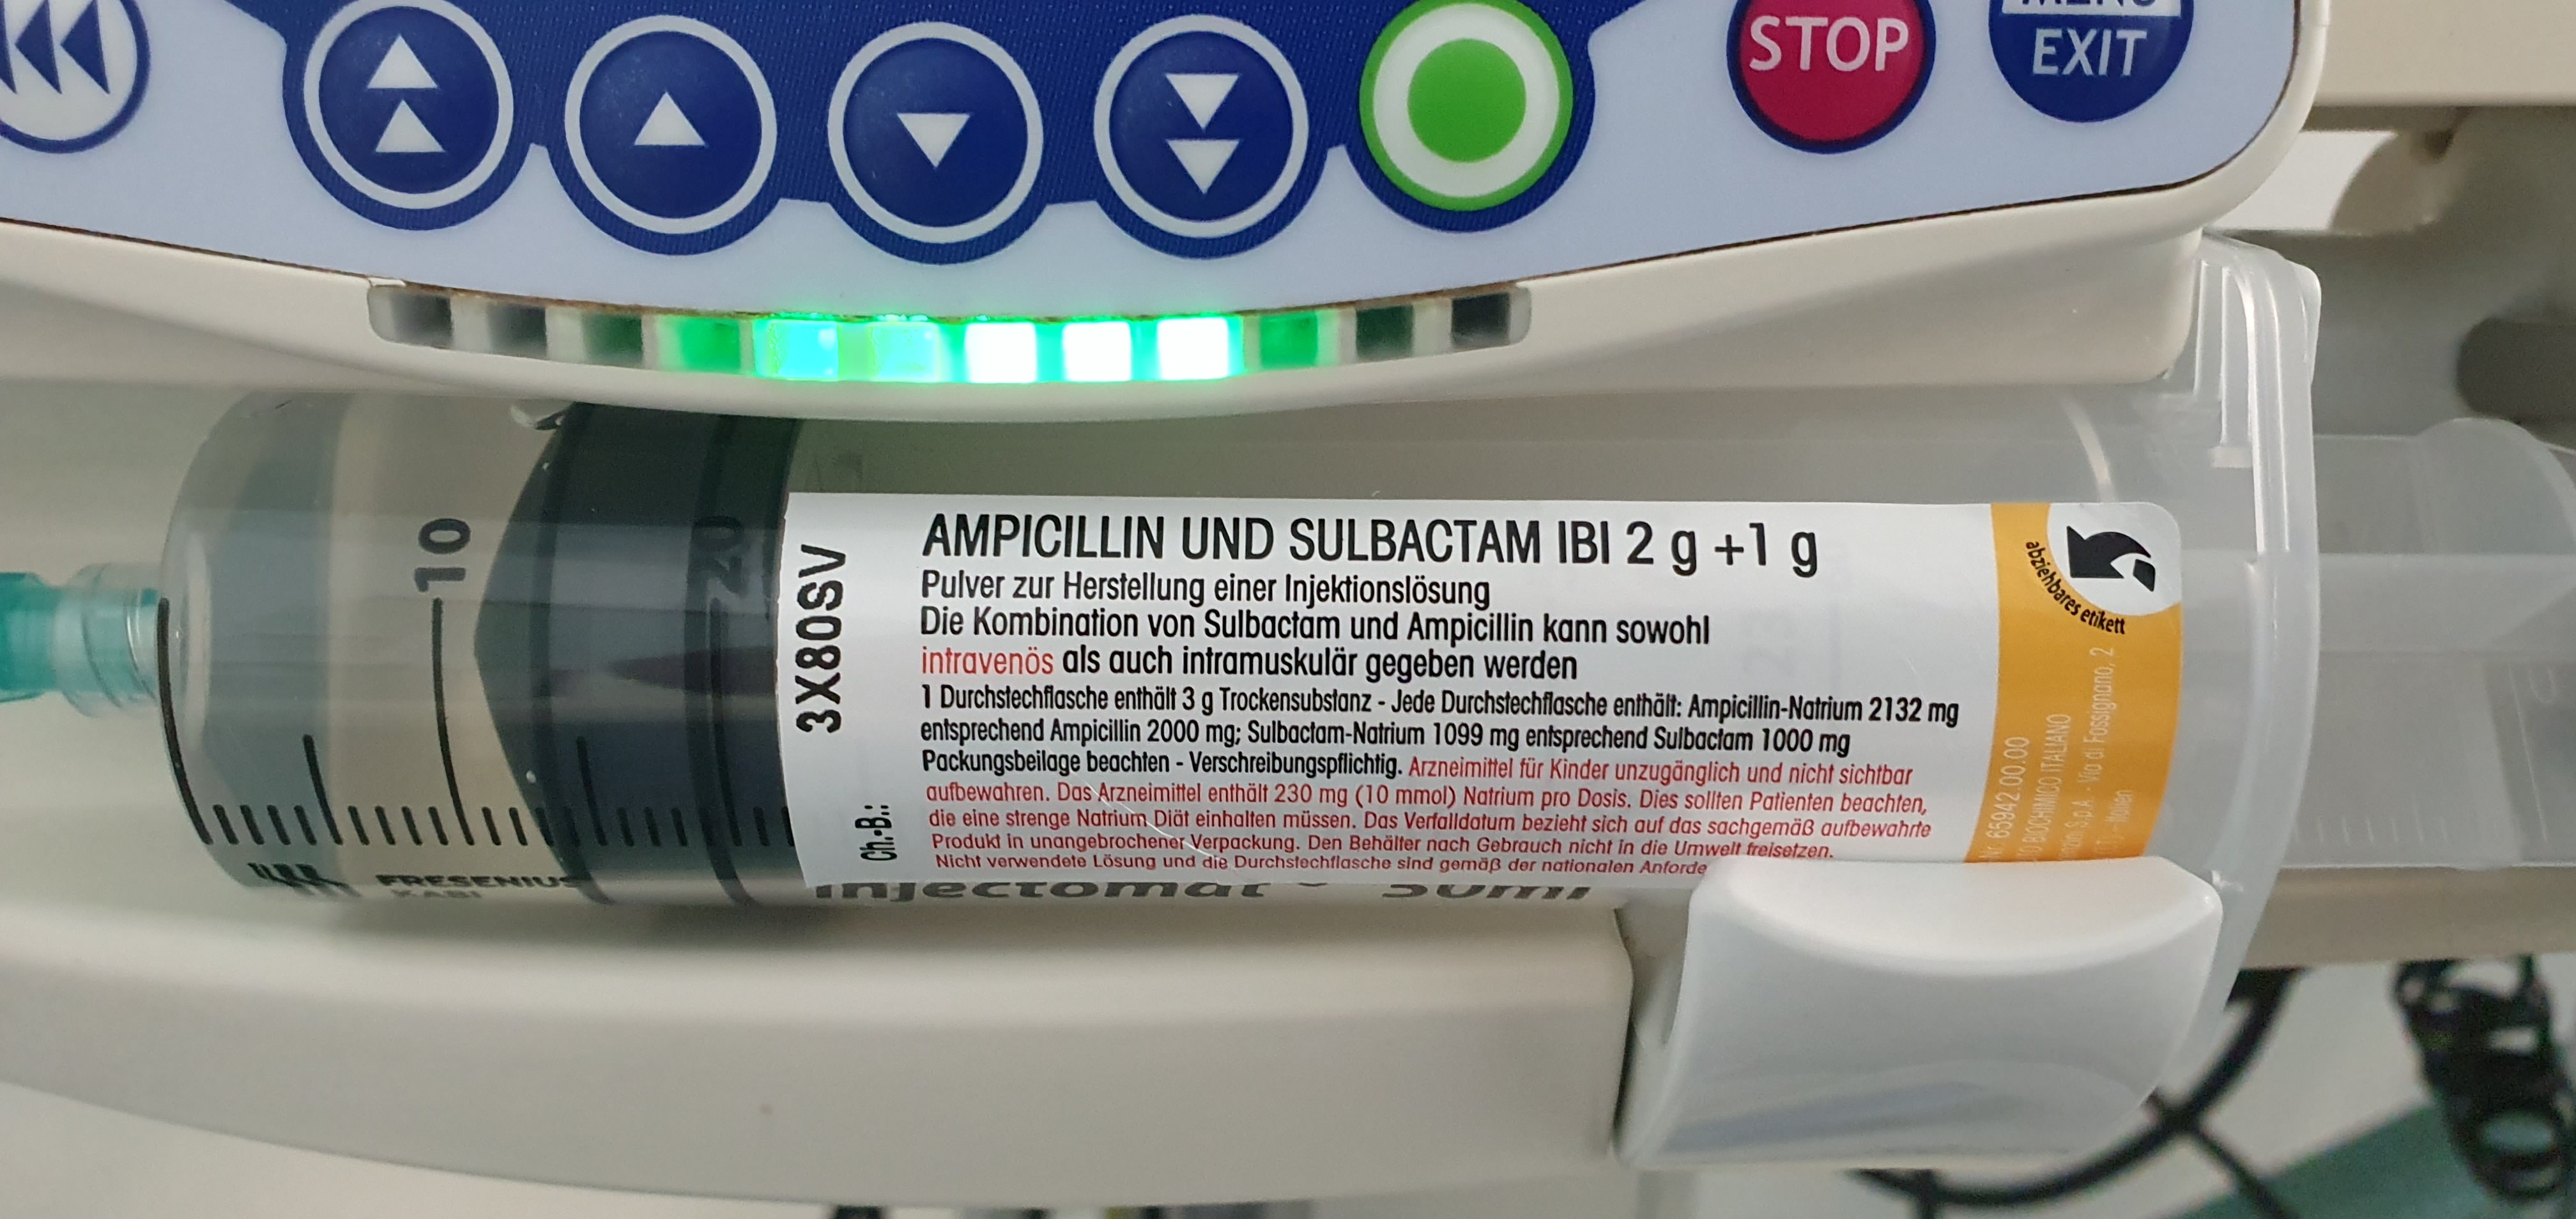 MENU
EXIT
STOP
10
20
FRESENIUS
KABI
Injectomat
50ml
3X80SV
Ch.-B.:
AMPICILLIN UND SULBACTAM IBI 2 g +1 g
Pulver zur Herstellung einer Injektionslösung
Die Kombination von Sulbactam und Ampicillin kann sowohl
intravenös als auch intramuskulär gegeben werden
1 Durchstechflasche enthält 3 g Trockensubstanz - Jede Durchstechflasche enthält: Ampicillin-Natrium 2132 mg
entsprechend Ampicillin 2000 mg; Sulbactam-Natrium 1099 mg entsprechend Sulbactam 1000 mg
Packungsbeilage beachten - Verschreibungspflichtig. Arzneimittel für Kinder unzugänglich und nicht sichtbar
aufbewahren. Das Arzneimittel enthält 230 mg (10 mmol) Natrium pro Dosis. Dies sollten Patienten beachten,
die eine strenge Natrium Diät einhalten müssen. Das Verfalldatum bezieht sich auf das sachgemäß aufbewahrte
Produkt in unangebrochener Verpackung. Den Behälter nach Gebrauch nicht in die Umwelt freisetzen.
Nicht verwendete Lösung und die Durchstechflasche sind gemäß der nationalen Anforde
abziehbares etikett
65942.00.00
BIOCHIMICO ITALIANO
S.p.A. - Via di Fossignano, 2